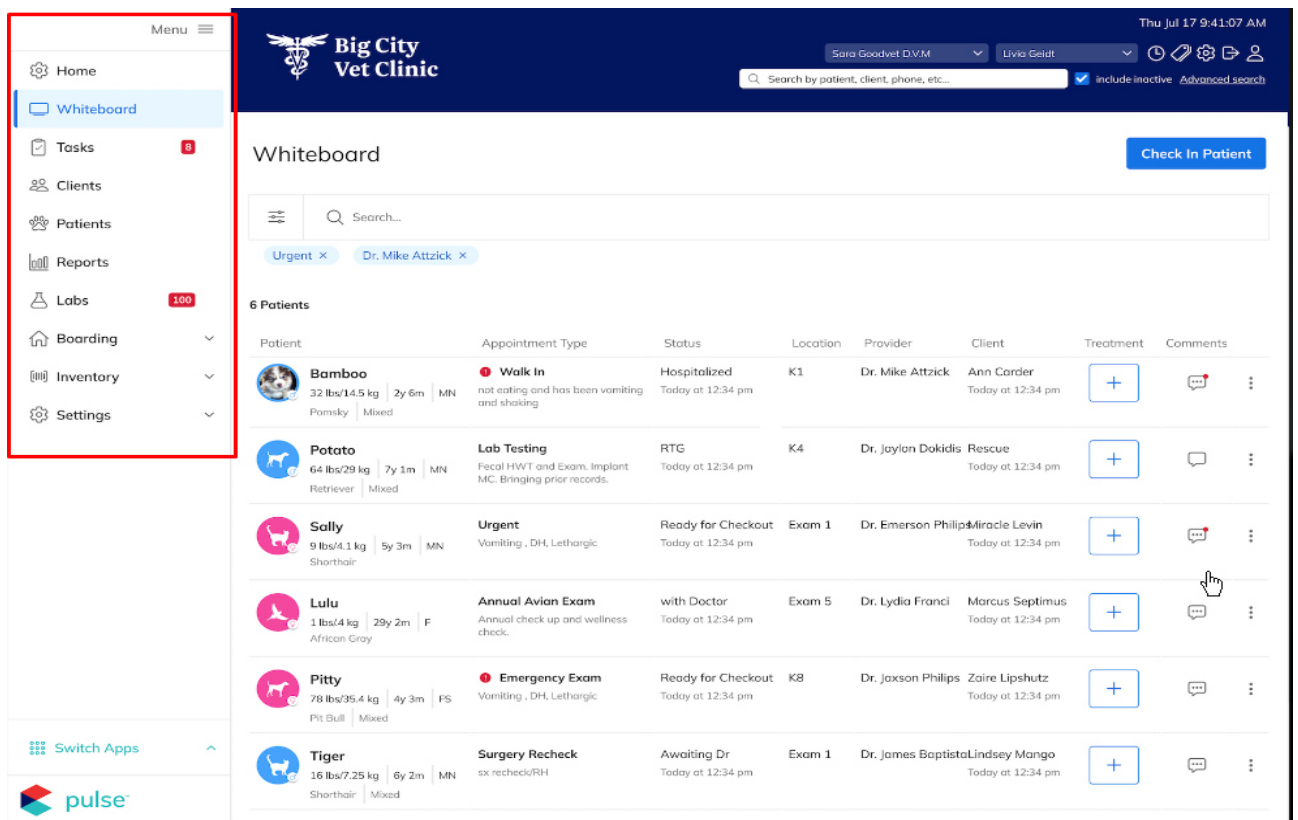 Menu
Home
Whiteboard
Tasks 8
Clients
Patients
Reports
Labs 100
Boarding
Inventory
Settings
Switch Apps
pulse
Big City
Vet Clinic
Thu Jul 17 9:41:07 AM
Sara Goodvet D.V.M Livia Geidt
Search by patient, client, phone, etc... include inactive Advanced search
Whiteboard
Check In Patient
Search...
Urgent × Dr. Mike Attzick ×
6 Patients
Patient Appointment Type Status Location Provider Client Treatment Comments
Bamboo Walk In Hospitalized K1 Dr. Mike Attzick Ann Carder
32 lbs/14.5 kg 2y 6m MN not eating and has been vomiting Today at 12:34 pm Today at 12:34 pm
Pomsky Mixed and shaking
Potato Lab Testing RTG K4 Dr. Jaylan Dokidis Rescue
64 lbs/29 kg 7y 1m MN Fecal HWT and Exam. Implant Today at 12:34 pm Today at 12:34 pm
Retriever Mixed MC. Bringing prior records.
Sally Urgent Ready for Checkout Exam 1 Dr. Emerson Philips Miracle Levin
9 lbs/4.1 kg 5y 3m MN Vomiting , DH, Lethargic Today at 12:34 pm Today at 12:34 pm
Shorthair
Lulu Annual Avian Exam with Doctor Exam 5 Dr. Lydia Franci Marcus Septimus
1 lbs/4 kg 29y 2m F Annual check up and wellness Today at 12:34 pm Today at 12:34 pm
African Gray check.
Pitty Emergency Exam Ready for Checkout K8 Dr. Jaxson Philips Zaire Lipshutz
78 lbs/35.4 kg 4y 3m FS Vomiting , DH, Lethargic Today at 12:34 pm Today at 12:34 pm
Pit Bull Mixed
Tiger Surgery Recheck Awaiting Dr Exam 1 Dr. James Baptista Lindsey Mango
16 lbs/7.25 kg 6y 2m MN sx recheck/RH Today at 12:34 pm Today at 12:34 pm
Shorthair Mixed